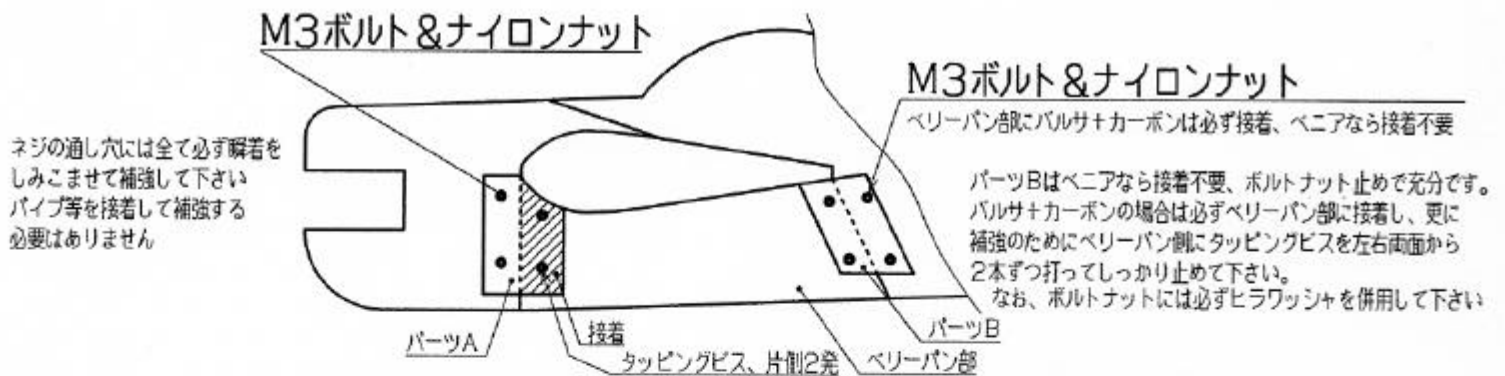 M3ボルト&ナイロンナット
ネジの通し穴には全て必ず瞬着を
しみこませて補強して下さい
パイプ等を接着して補強する
必要はありません
M3ボルト&ナイロンナット
ベリーパン部にバルサ+カーボンは必ず接着、ベニアなら接着不要
パーツBはベニアなら接着不要、ボルトナット止めで充分です。
バルサ+カーボンの場合は必ずベリーパン部に接着し、更に
補強のためにベリーパン側にタッピングビスを左右両面から
2本ずつ打ってしっかり止めて下さい。
なお、ボルトナットには必ずヒラワッシャを併用して下さい
パーツA
接着
タッピングビス、片側2発
ベリーパン部
パーツB